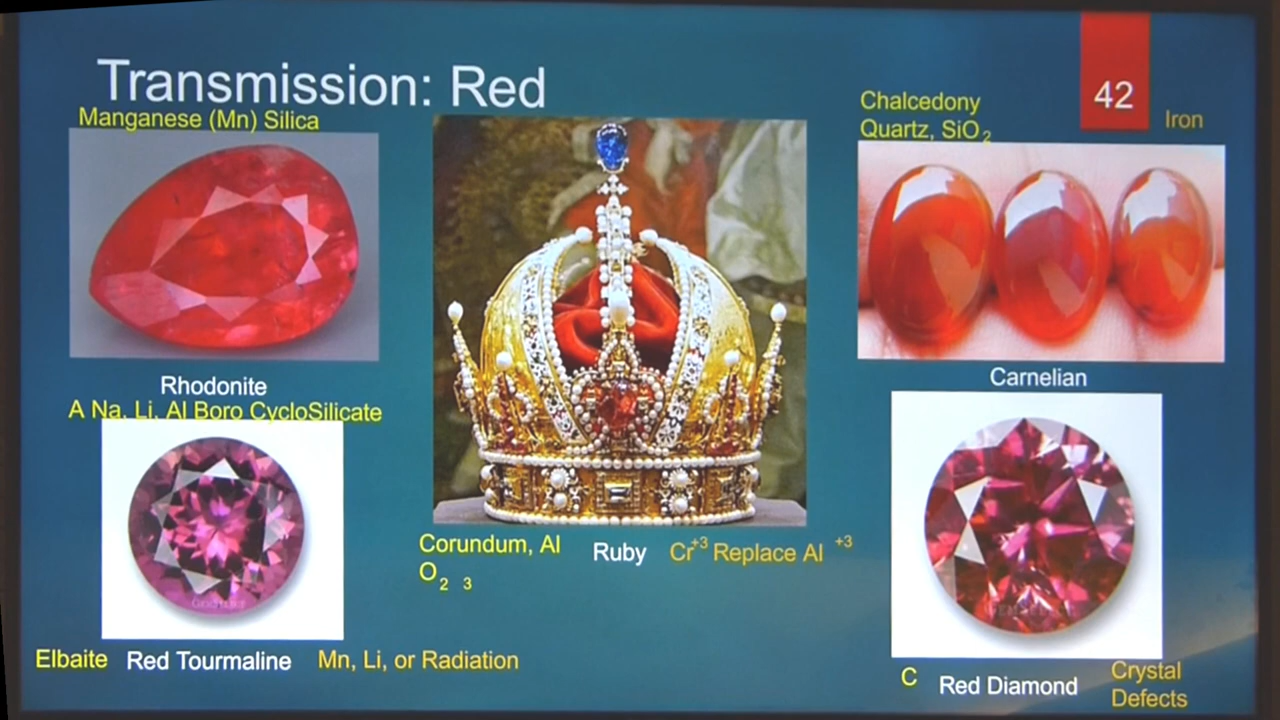 Transmission: Red
42
Manganese (Mn) Silica
Chalcedony
Quartz, SiO2
Iron
Rhodonite
Carnelian
A Na, Li, Al Boro CycloSilicate
Corundum, Al
O2 3
Ruby
Cr+3 Replace Al +3
Elbaite
Red Tourmaline
Mn, Li, or Radiation
C
Red Diamond
Crystal
Defects